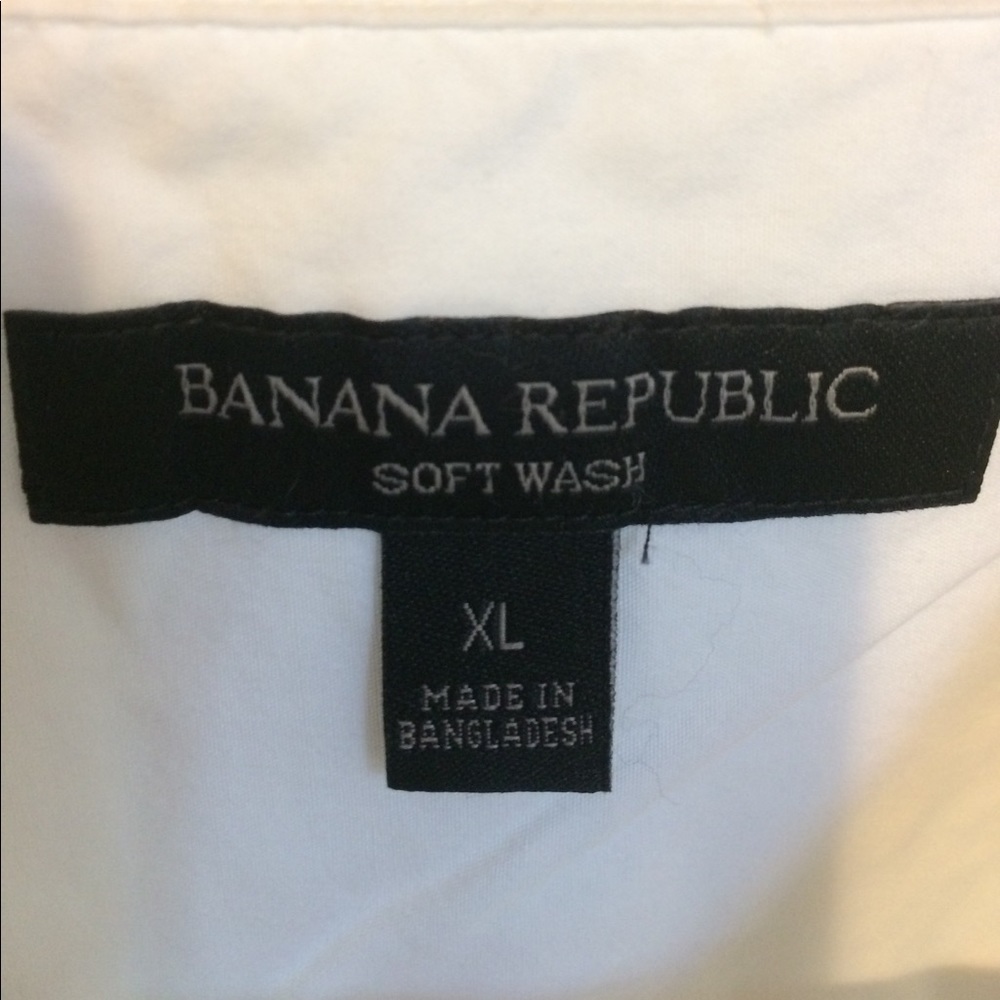 BANANA REPUBLIC
SOFT WASH
XL
MADE IN
BANGLADESH